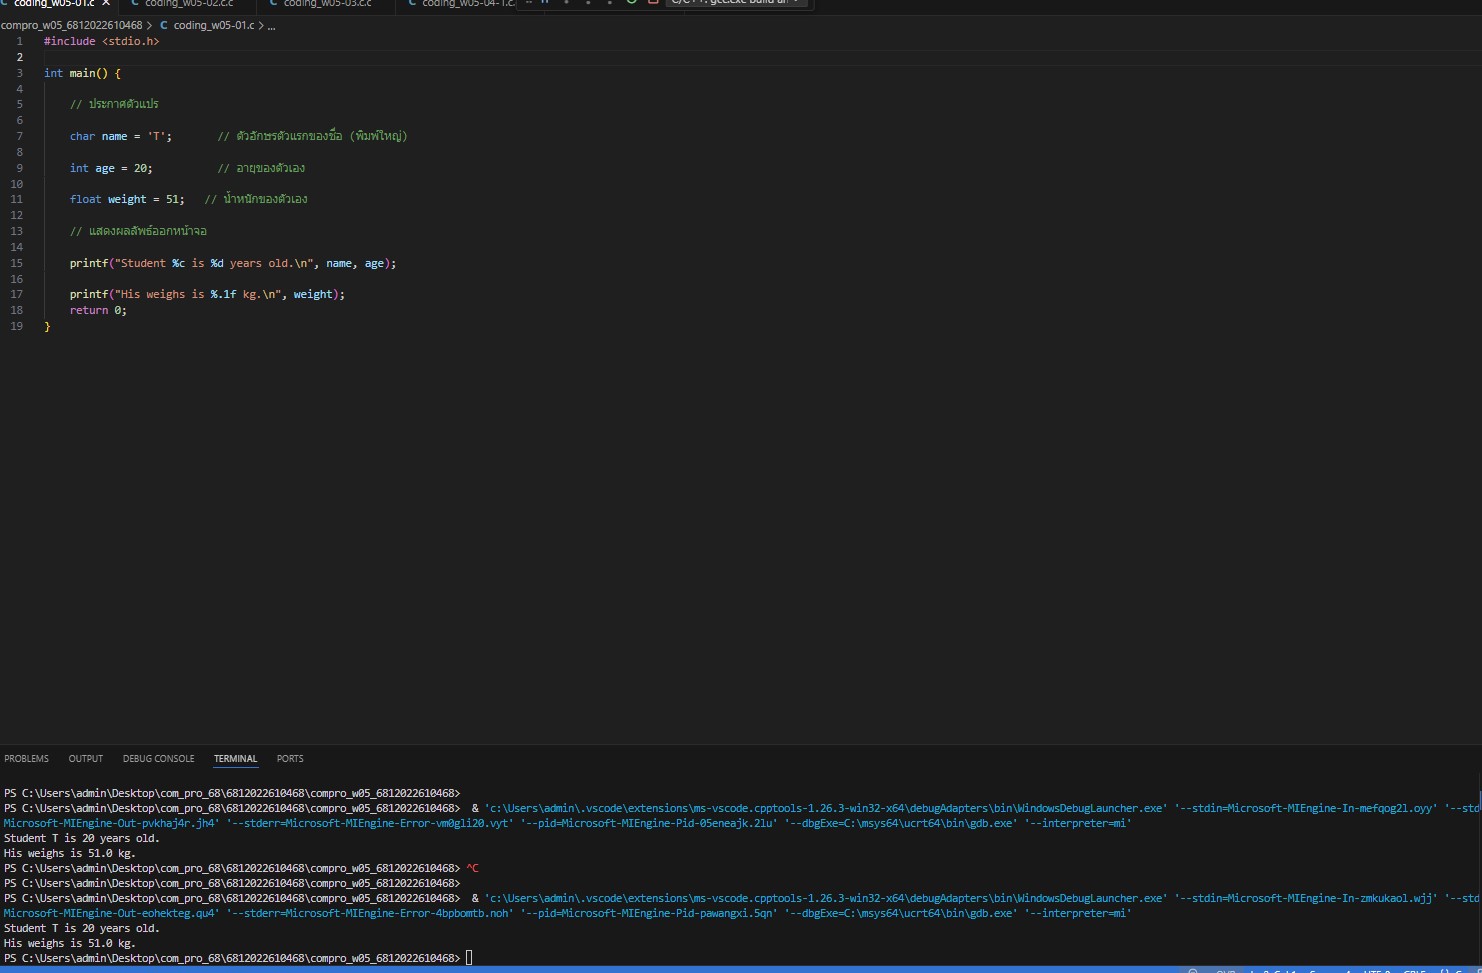 coding_w05-01.c
coding_w05-02.c.c
coding_w05-03.c.c
coding_w05-04-1.c.
compro_w05_6812022610468 > C coding_w05-01.c > ...
1 #include <stdio.h>
2
3 int main() {
4
5 // ประกาศตัวแปร
6
7 char name = 'T'; // ตัวอักษรตัวแรกของชื่อ (พิมพ์ใหญ่)
8
9 int age = 20; // อายุของตัวเอง
10
11 float weight = 51; // น้ำหนักของตัวเอง
12
13 // แสดงผลลัพธ์ออกหน้าจอ
14
15 printf("Student %c is %d years old.\n", name, age);
16
17 printf("His weighs is %.1f kg.\n", weight);
18 return 0;
19 }
PROBLEMS OUTPUT DEBUG CONSOLE TERMINAL PORTS
PS C:\Users\admin\Desktop\com_pro_68\6812022610468\compro_w05_6812022610468>
PS C:\Users\admin\Desktop\com_pro_68\6812022610468\compro_w05_6812022610468> & 'c:\Users\admin\.vscode\extensions\ms-vscode.cpptools-1.26.3-win32-x64\debugAdapters\bin\WindowsDebugLauncher.exe' '--stdin=Microsoft-MIEngine-In-mefqog2l.oyy' '--std
Microsoft-MIEngine-Out-pvkhaj4r.jh4' '--stderr=Microsoft-MIEngine-Error-vm0gli20.vyt' '--pid=Microsoft-MIEngine-Pid-05eneajk.2lu' '--dbgExe=C:\msys64\ucrt64\bin\gdb.exe' '--interpreter=mi'
Student T is 20 years old.
His weighs is 51.0 kg.
PS C:\Users\admin\Desktop\com_pro_68\6812022610468\compro_w05_6812022610468> ^C
PS C:\Users\admin\Desktop\com_pro_68\6812022610468\compro_w05_6812022610468>
PS C:\Users\admin\Desktop\com_pro_68\6812022610468\compro_w05_6812022610468> & 'c:\Users\admin\.vscode\extensions\ms-vscode.cpptools-1.26.3-win32-x64\debugAdapters\bin\WindowsDebugLauncher.exe' '--stdin=Microsoft-MIEngine-In-zmkukaol.wjj' '--std
Microsoft-MIEngine-Out-eohekteg.qu4' '--stderr=Microsoft-MIEngine-Error-4bpbomtb.noh' '--pid=Microsoft-MIEngine-Pid-pawangxi.5qn' '--dbgExe=C:\msys64\ucrt64\bin\gdb.exe' '--interpreter=mi'
Student T is 20 years old.
His weighs is 51.0 kg.
PS C:\Users\admin\Desktop\com_pro_68\6812022610468\compro_w05_6812022610468>